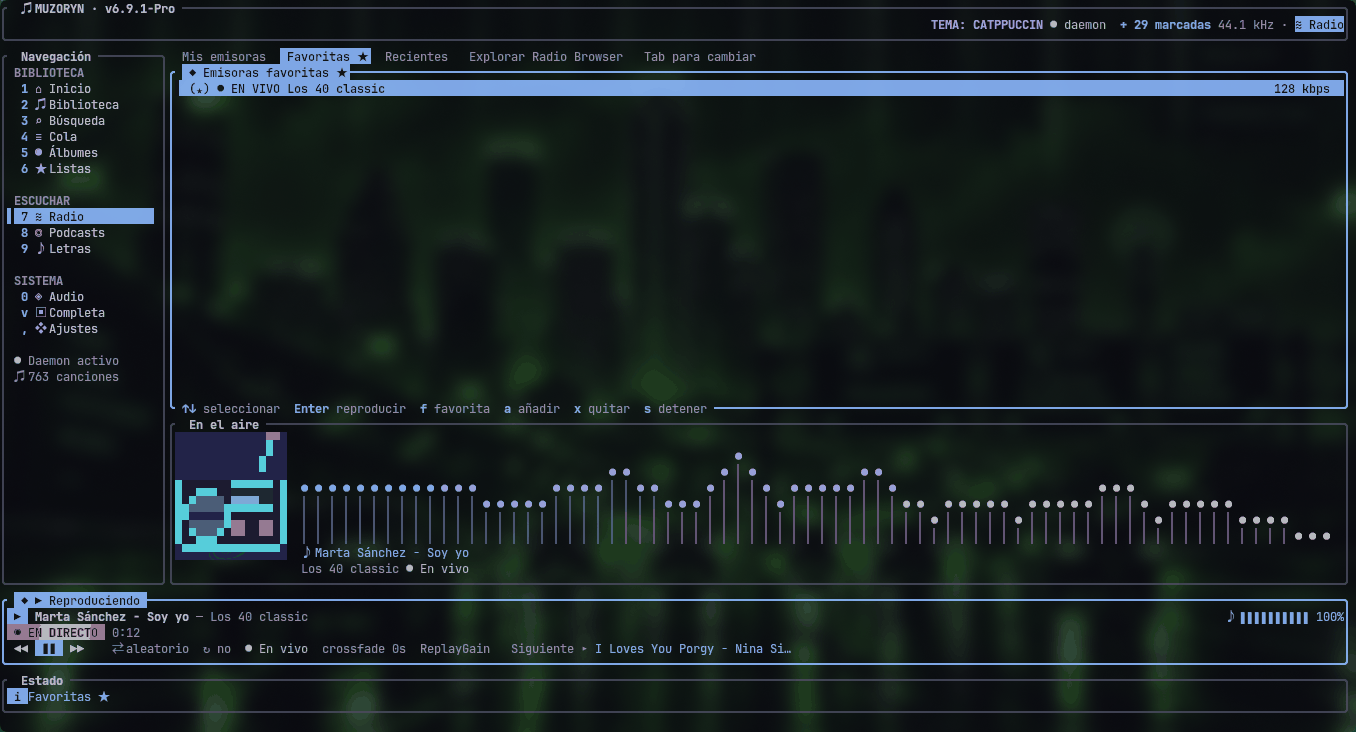 MUZORYN · v6.9.1-Pro
TEMA: CATPPUCCIN ● daemon + 29 marcadas 44.1 kHz · ≋ Radio
Navegación
BIBLIOTECA
1 ⌂ Inicio
2 ♫ Biblioteca
3 ⌕ Búsqueda
4 ≡ Cola
5 ● Álbumes
6 ★ Listas
ESCUCHAR
7 ≋ Radio
8 Podcasts
9 ♪ Letras
SISTEMA
0 ◈ Audio
v ▣ Completa
, ❖ Ajustes
● Daemon activo
♫ 763 canciones
Mis emisoras Favoritas ★ Recientes Explorar Radio Browser Tab para cambiar
◆ Emisoras favoritas ★
(★) ● EN VIVO Los 40 classic 128 kbps
↑↓ seleccionar Enter reproducir f favorita a añadir x quitar s detener
En el aire
♪ Marta Sánchez - Soy yo
Los 40 classic ● En vivo
◆ ▶ Reproduciendo
▶ Marta Sánchez - Soy yo — Los 40 classic ♪ 100%
◉ EN DIRECTO 0:12
◀◀ ▮▮ ▶▶ ⇄ aleatorio ↻ no ● En vivo crossfade 0s ReplayGain Siguiente ▸ I Loves You Porgy - Nina Si…
Estado
i Favoritas ★